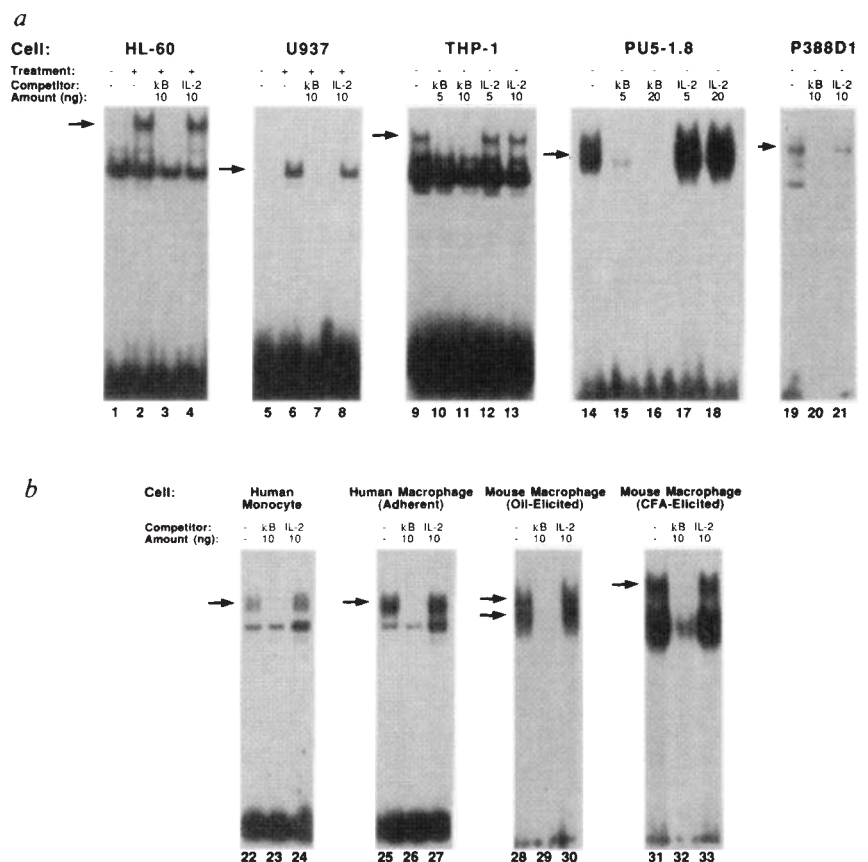 a
Cell: HL-60 U937 THP-1 PU5-1.8 P388D1
Treatment: - + + + - + + + - - - - - - - - - - - - -
Competitor: - - kB IL-2 - - kB IL-2 - kB kB IL-2 IL-2 - kB kB IL-2 IL-2 - kB IL-2
Amount (ng): 10 10 10 10 5 10 5 10 5 20 5 20 - 10 10
1 2 3 4 5 6 7 8 9 10 11 12 13 14 15 16 17 18 19 20 21
b
Cell: Human Human Macrophage Mouse Macrophage Mouse Macrophage
Monocyte (Adherent) (Oil-Elicited) (CFA-Elicited)
Competitor: - kB IL-2 - kB IL-2 - kB IL-2 - kB IL-2
Amount (ng): - 10 10 - 10 10 - 10 10 - 10 10
22 23 24 25 26 27 28 29 30 31 32 33